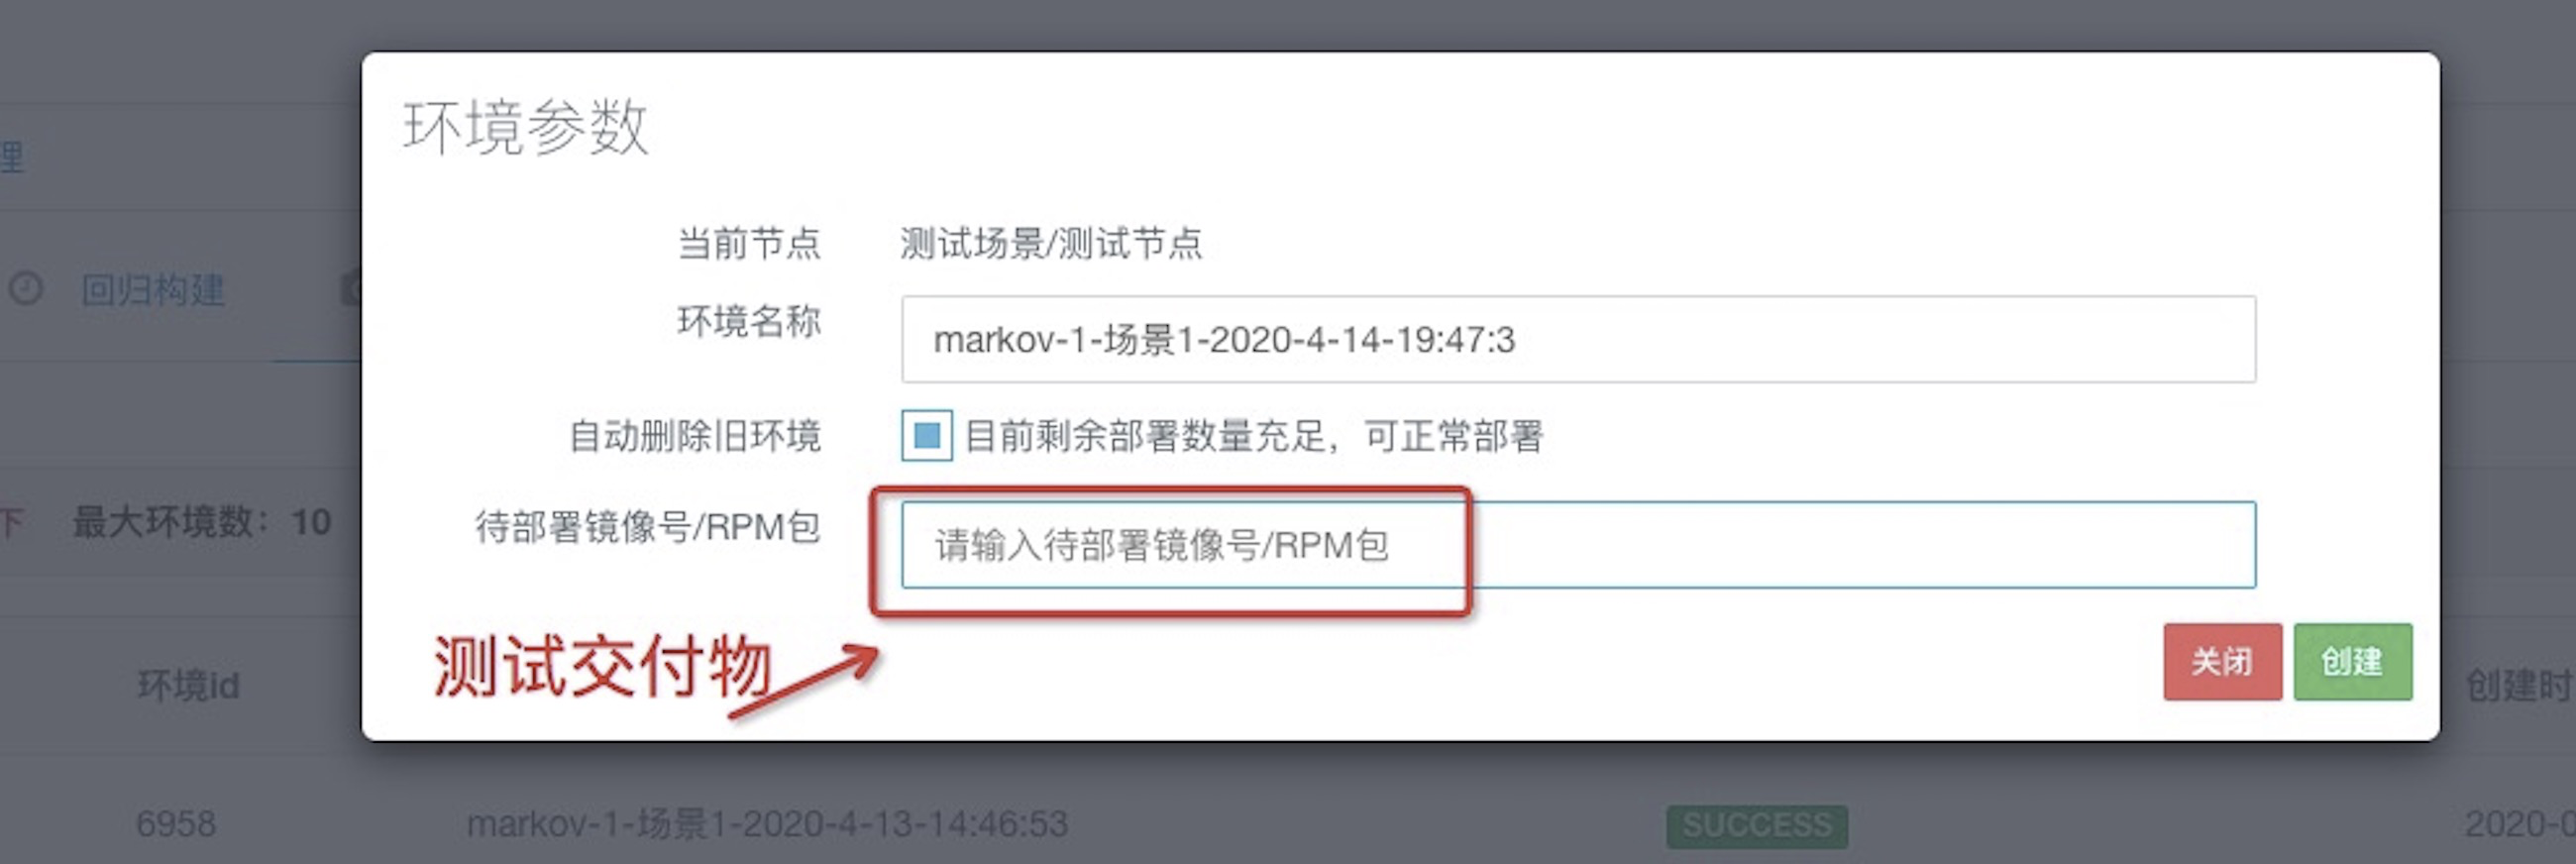 环境参数
理
当前节点 测试场景/测试节点
回归构建
环境名称 markov-1-场景1-2020-4-14-19:47:3
自动删除旧环境 目前剩余部署数量充足，可正常部署
下 最大环境数：10
待部署镜像号/RPM包 请输入待部署镜像号/RPM包
测试交付物
关闭 创建
环境id 创建时
6958 markov-1-场景1-2020-4-13-14:46:53 SUCCESS 2020-0